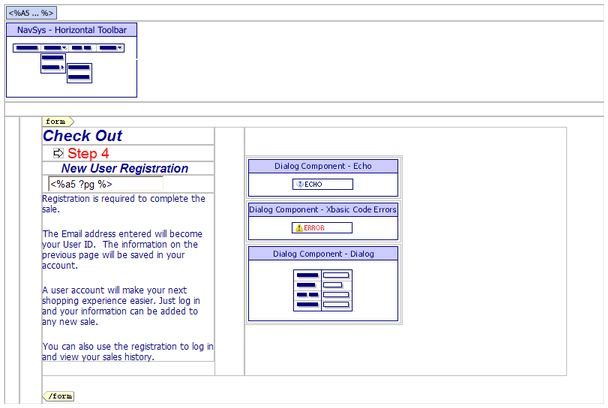 <%A5 ... %>
NavSys - Horizontal Toolbar
form
Check Out
Step 4
New User Registration
<%a5 ?pg %>
Registration is required to complete the
sale.
The Email address entered will become
your User ID. The information on the
previous page will be saved in your
account.
A user account will make your next
shopping experience easier. Just log in
and your information can be added to
any new sale.
You can also use the registration to log in
and view your sales history.
Dialog Component - Echo
ECHO
Dialog Component - Xbasic Code Errors
ERROR
Dialog Component - Dialog
/form